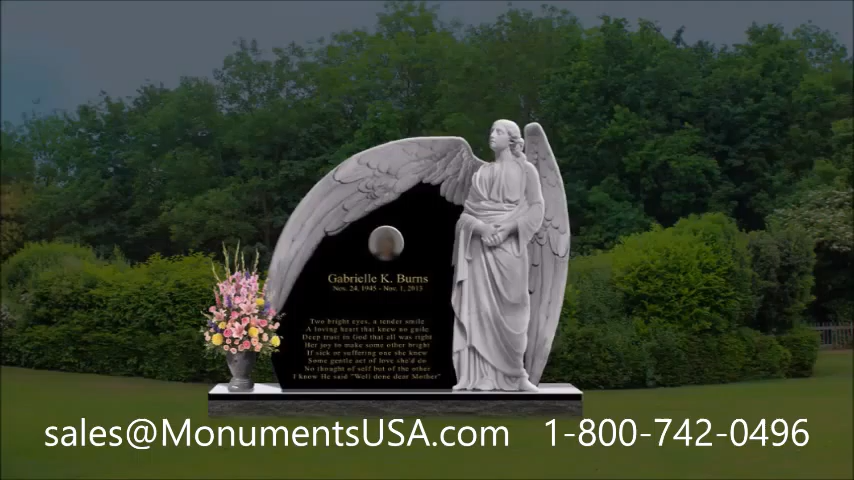 Gabrielle K. Burns
Nov. 24, 1945 - Nov. 1, 2013
Two bright eyes, a tender smile
A loving heart that knew no guile
Deep trust in God that all was right
Her joy to make some other bright
If sick or suffering one she knew
Some gentle act of love she'd do
No thought of self but of the other
I know He said "Well done dear Mother"
sales@MonumentsUSA.com 1-800-742-0496